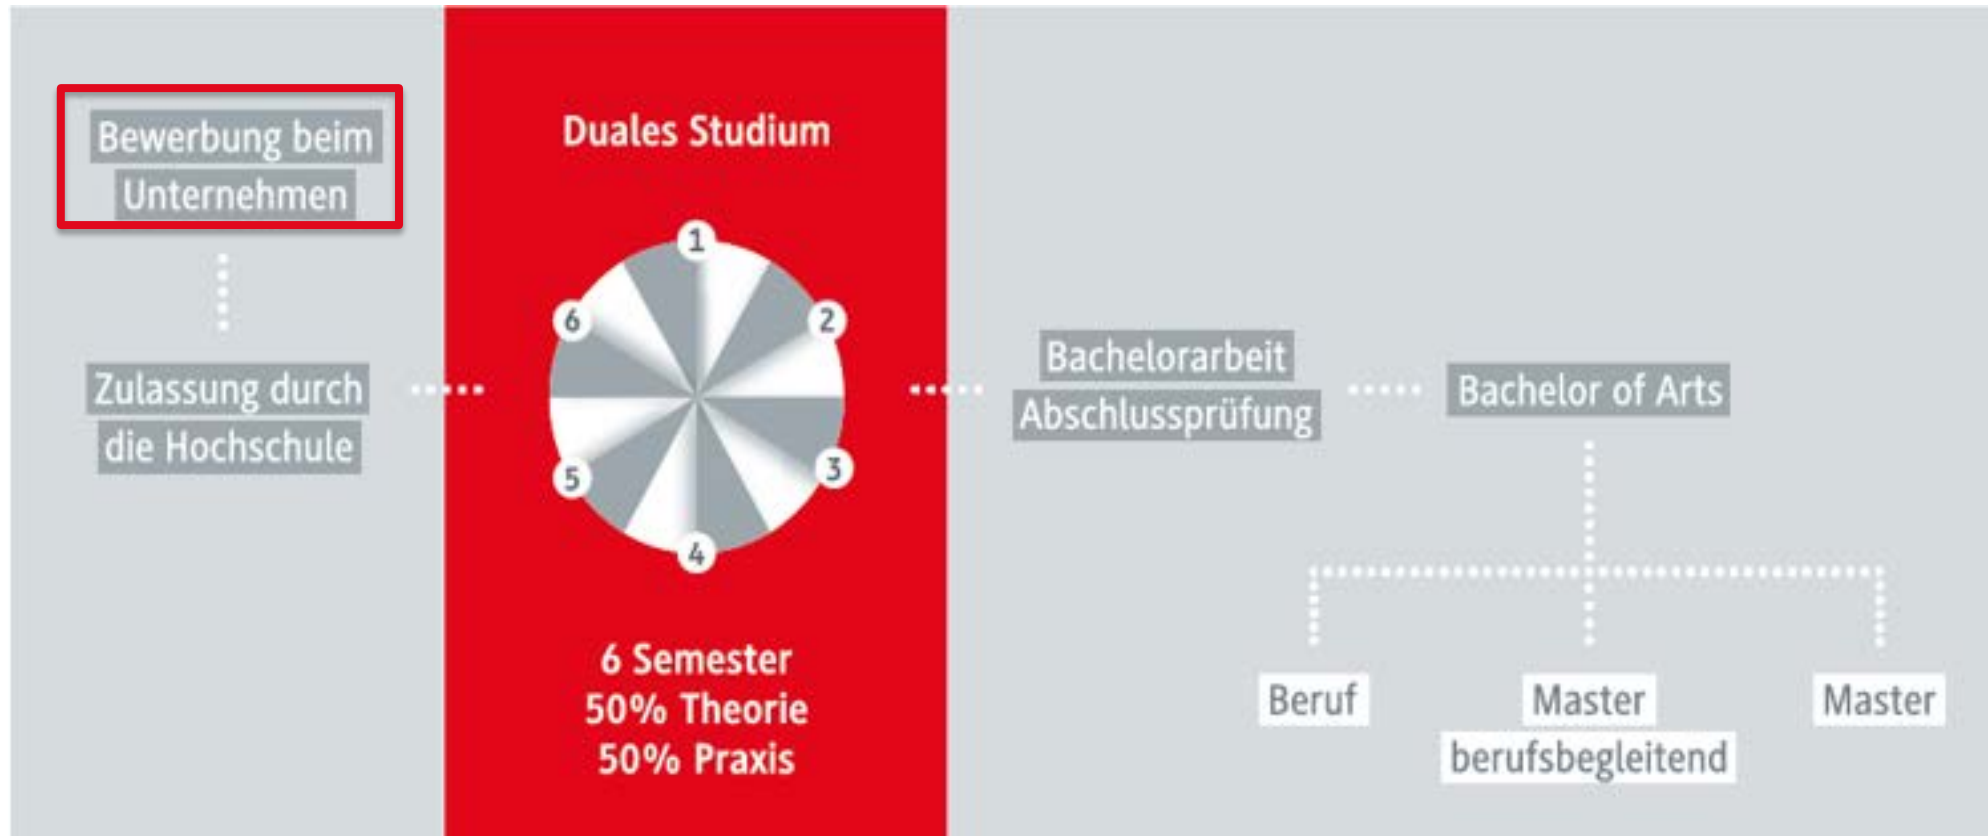 Bewerbung beim
Unternehmen
Zulassung durch
die Hochschule
Duales Studium
1
2
3
4
5
6
6 Semester
50% Theorie
50% Praxis
Bachelorarbeit
Abschlussprüfung
Bachelor of Arts
Beruf
Master
berufsbegleitend
Master